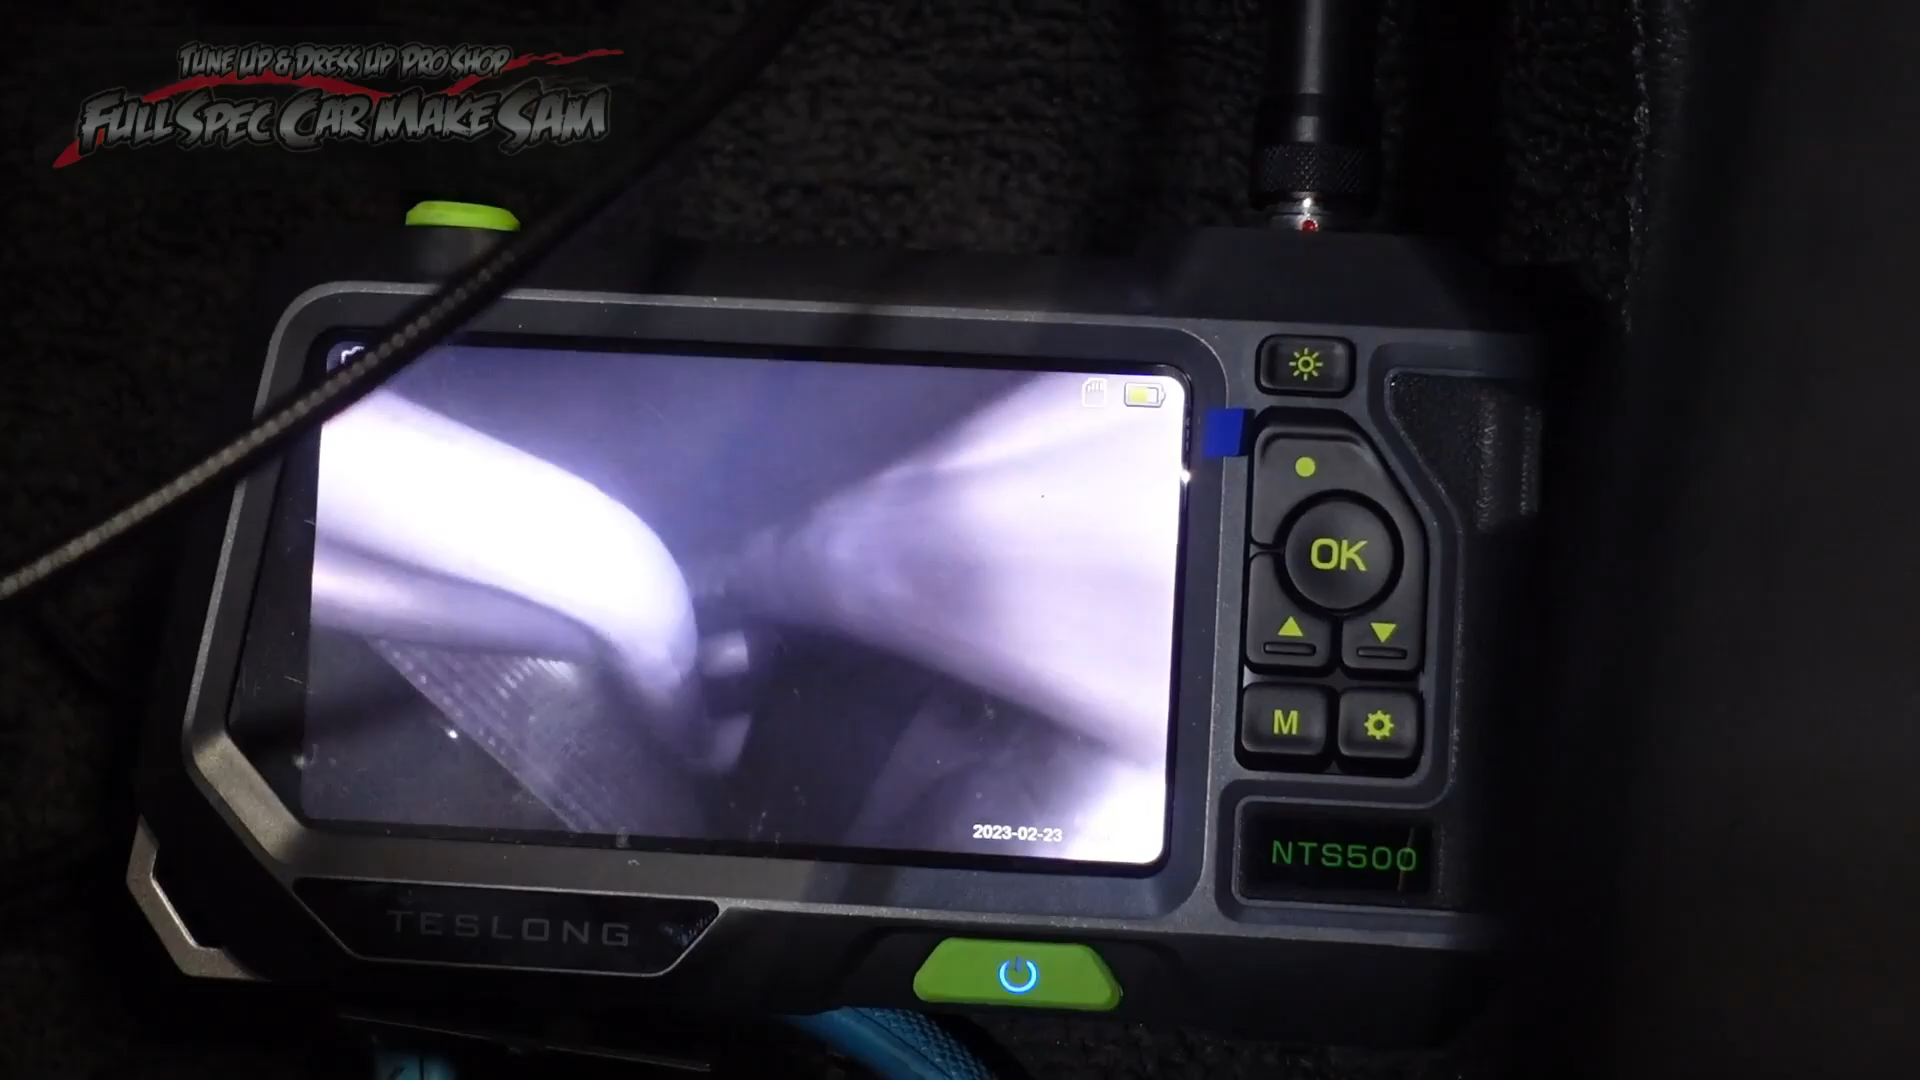 TUNE UP & DRESS UP PRO SHOP
FULL SPEC CAR MAKE SAM
OK
M
2023-02-23
NTS500
TESLONG